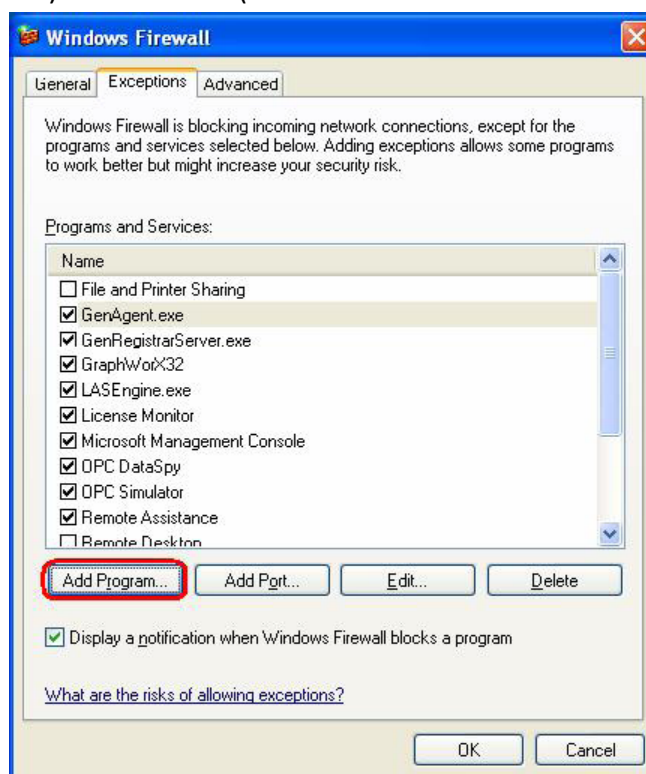 Windows Firewall
General Exceptions Advanced
Windows Firewall is blocking incoming network connections, except for the
programs and services selected below. Adding exceptions allows some programs
to work better but might increase your security risk.
Programs and Services:
Name
File and Printer Sharing
GenAgent.exe
GenRegistrarServer.exe
GraphWorX32
LASEngine.exe
License Monitor
Microsoft Management Console
OPC DataSpy
OPC Simulator
Remote Assistance
Remote Desktop
Add Program... Add Port... Edit... Delete
Display a notification when Windows Firewall blocks a program
What are the risks of allowing exceptions?
OK Cancel